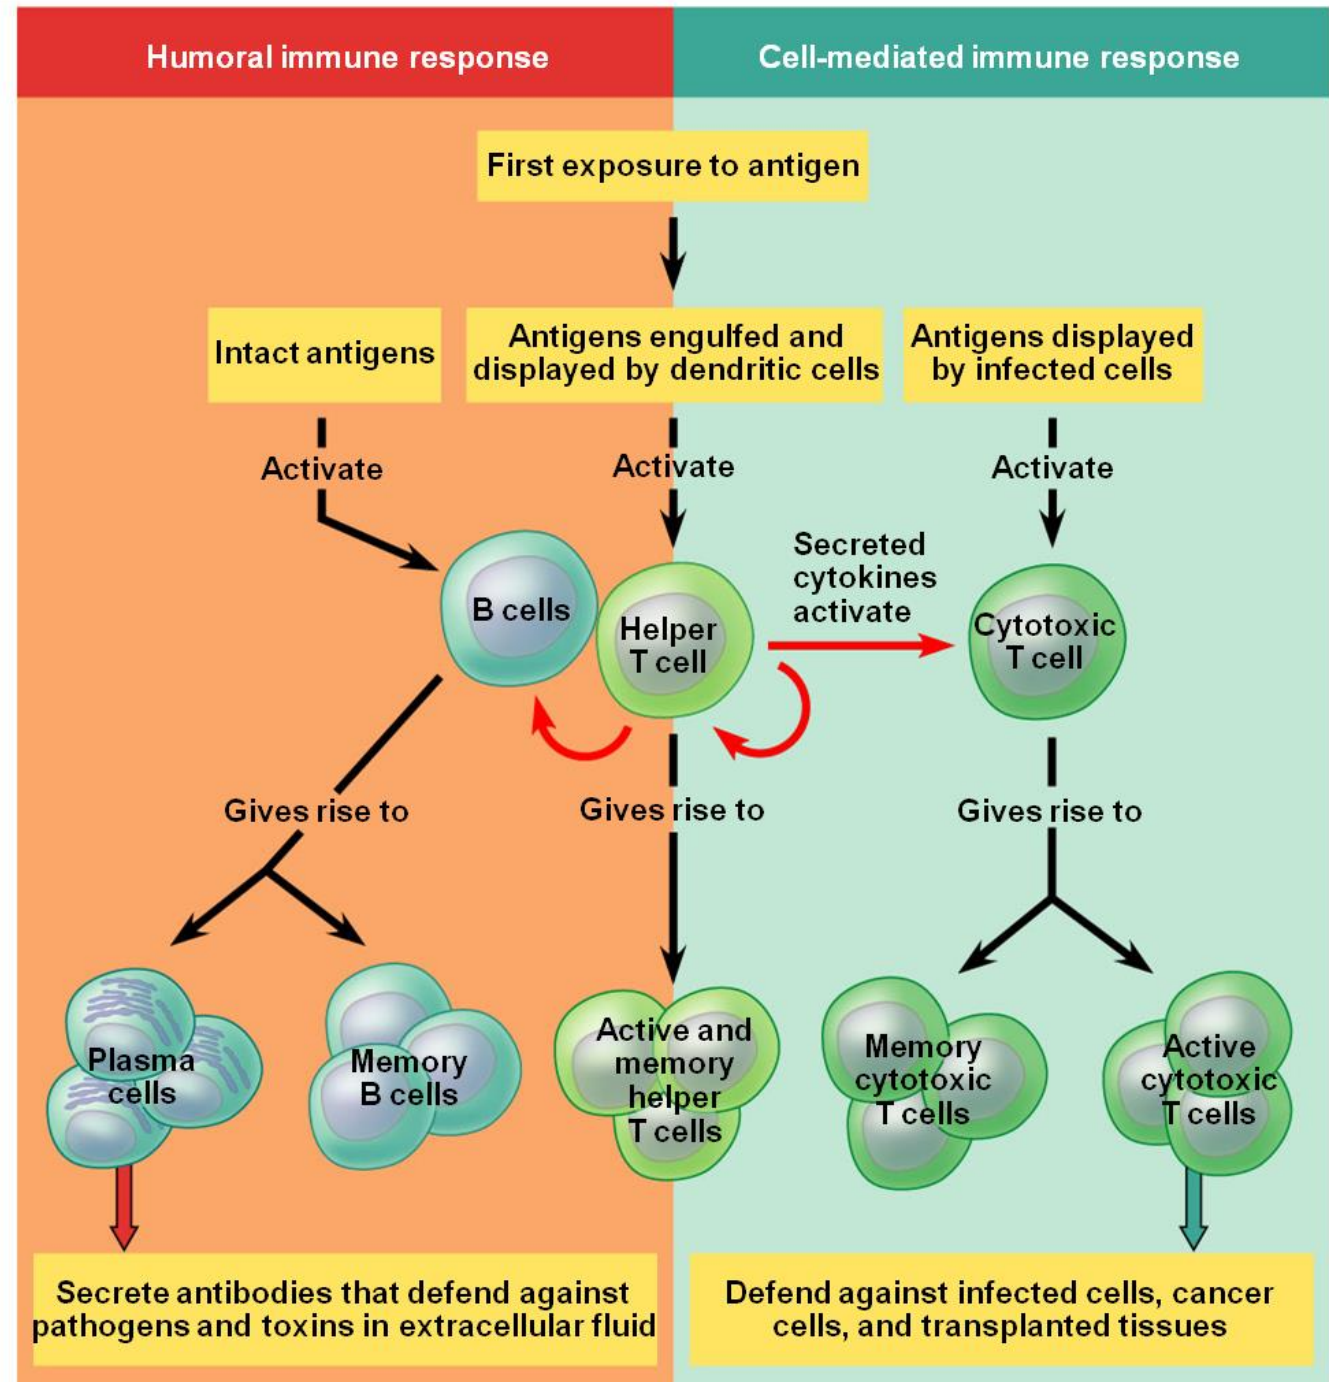 Humoral immune response
Cell-mediated immune response
First exposure to antigen
Intact antigens
Antigens engulfed and
displayed by dendritic cells
Antigens displayed
by infected cells
Activate
Activate
Activate
Secreted
cytokines
activate
B cells
Helper
T cell
Cytotoxic
T cell
Gives rise to
Gives rise to
Gives rise to
Plasma
cells
Memory
B cells
Active and
memory
helper
T cells
Memory
cytotoxic
T cells
Active
cytotoxic
T cells
Secrete antibodies that defend against
pathogens and toxins in extracellular fluid
Defend against infected cells, cancer
cells, and transplanted tissues